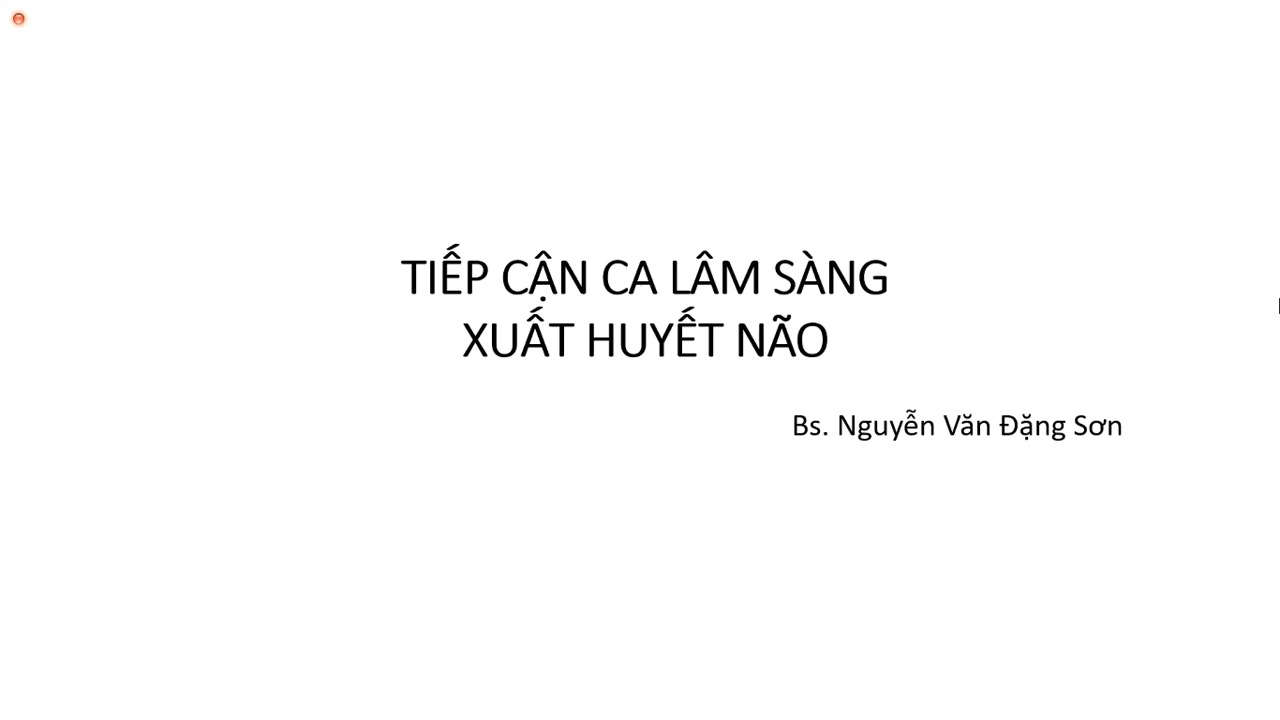 TIẾP CẬN CA LÂM SÀNG
XUẤT HUYẾT NÃO
Bs. Nguyễn Văn Đặng Sơn